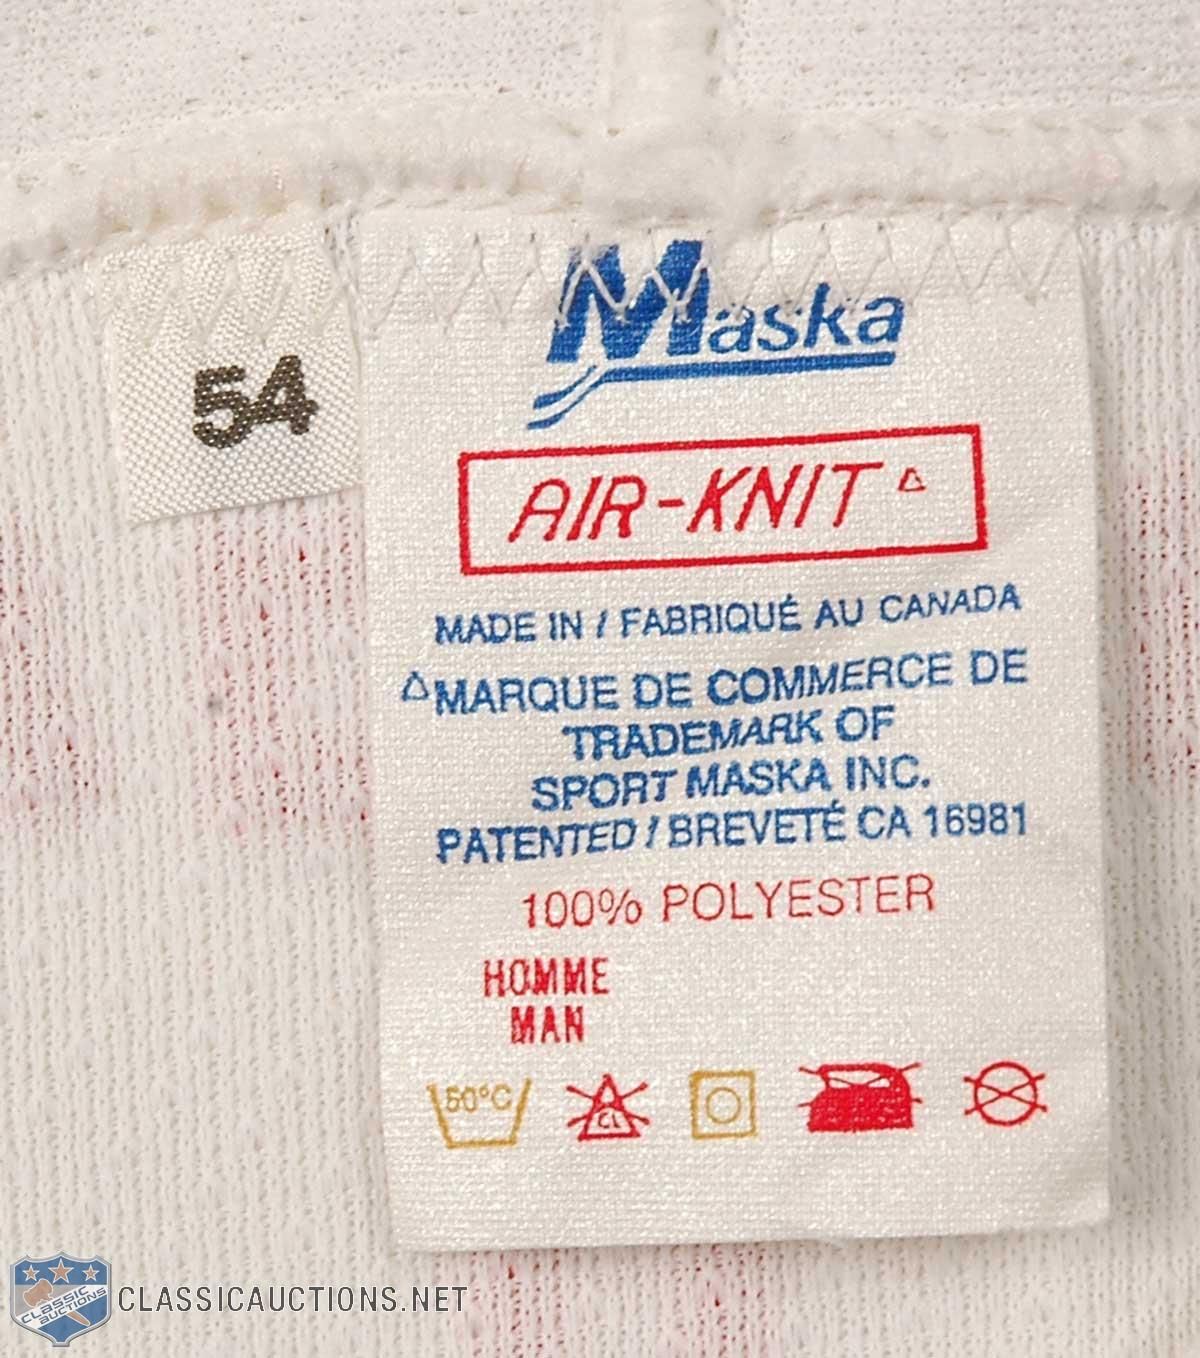 54
Maska
AIR-KNIT △
MADE IN / FABRIQUÉ AU CANADA
△MARQUE DE COMMERCE DE
TRADEMARK OF
SPORT MASKA INC.
PATENTED / BREVETÉ CA 16981
100% POLYESTER
HOMME
MAN
50°C
CL
CLASSIC
AUCTIONS
CLASSICAUCTIONS.NET